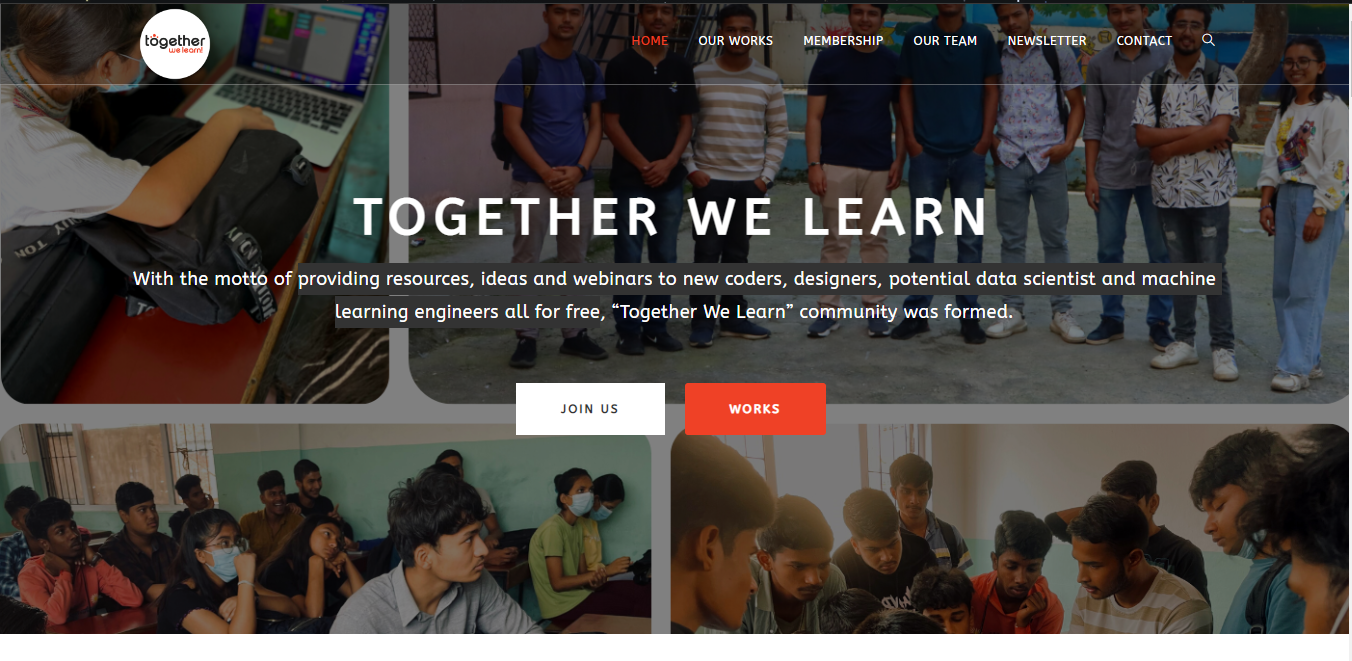 together
we learn!
HOME OUR WORKS MEMBERSHIP OUR TEAM NEWSLETTER CONTACT
TOGETHER WE LEARN
With the motto of providing resources, ideas and webinars to new coders, designers, potential data scientist and machine
learning engineers all for free, “Together We Learn” community was formed.
JOIN US WORKS